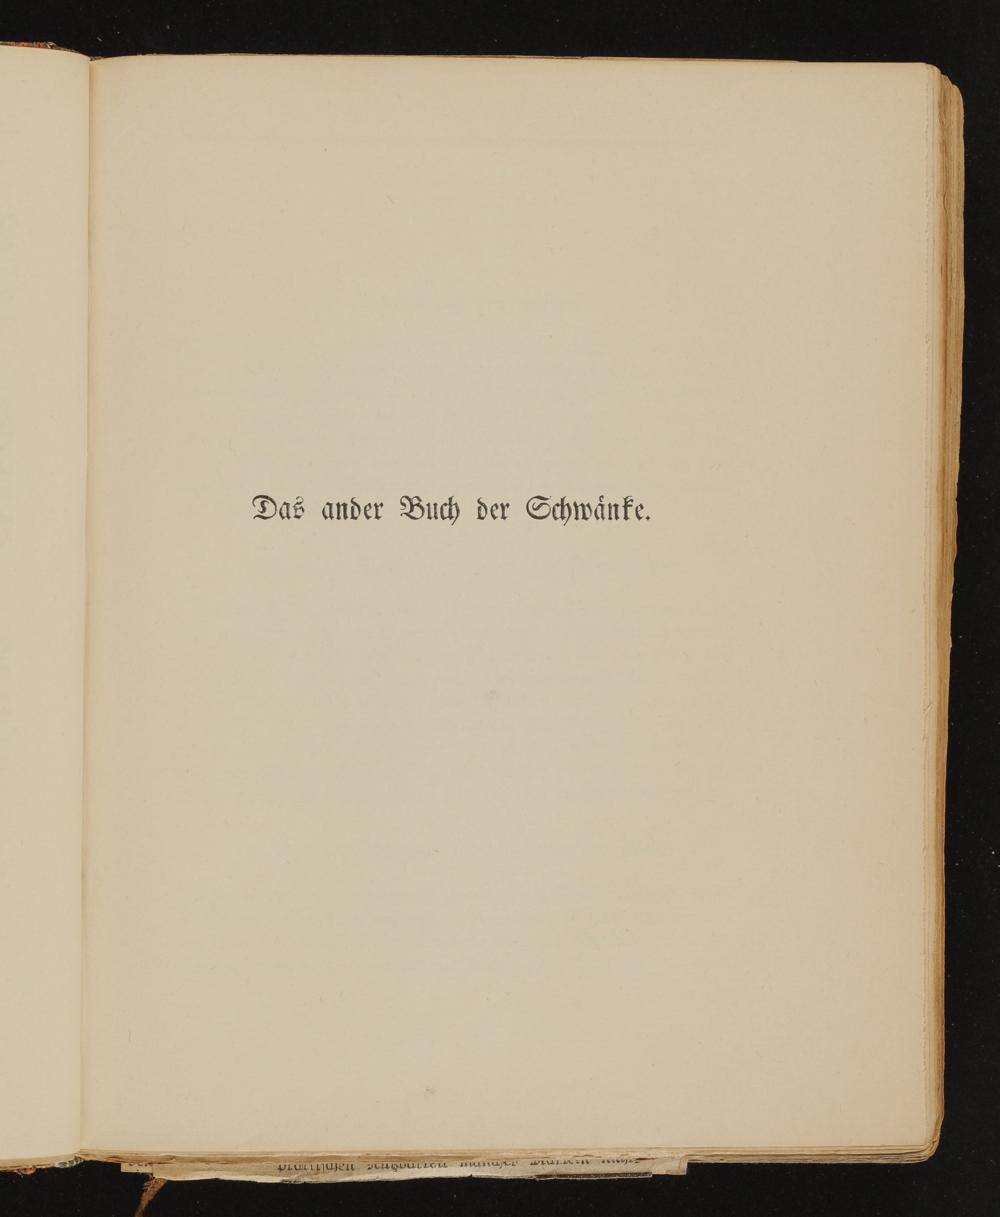 Das ander Buch der Schwänke.